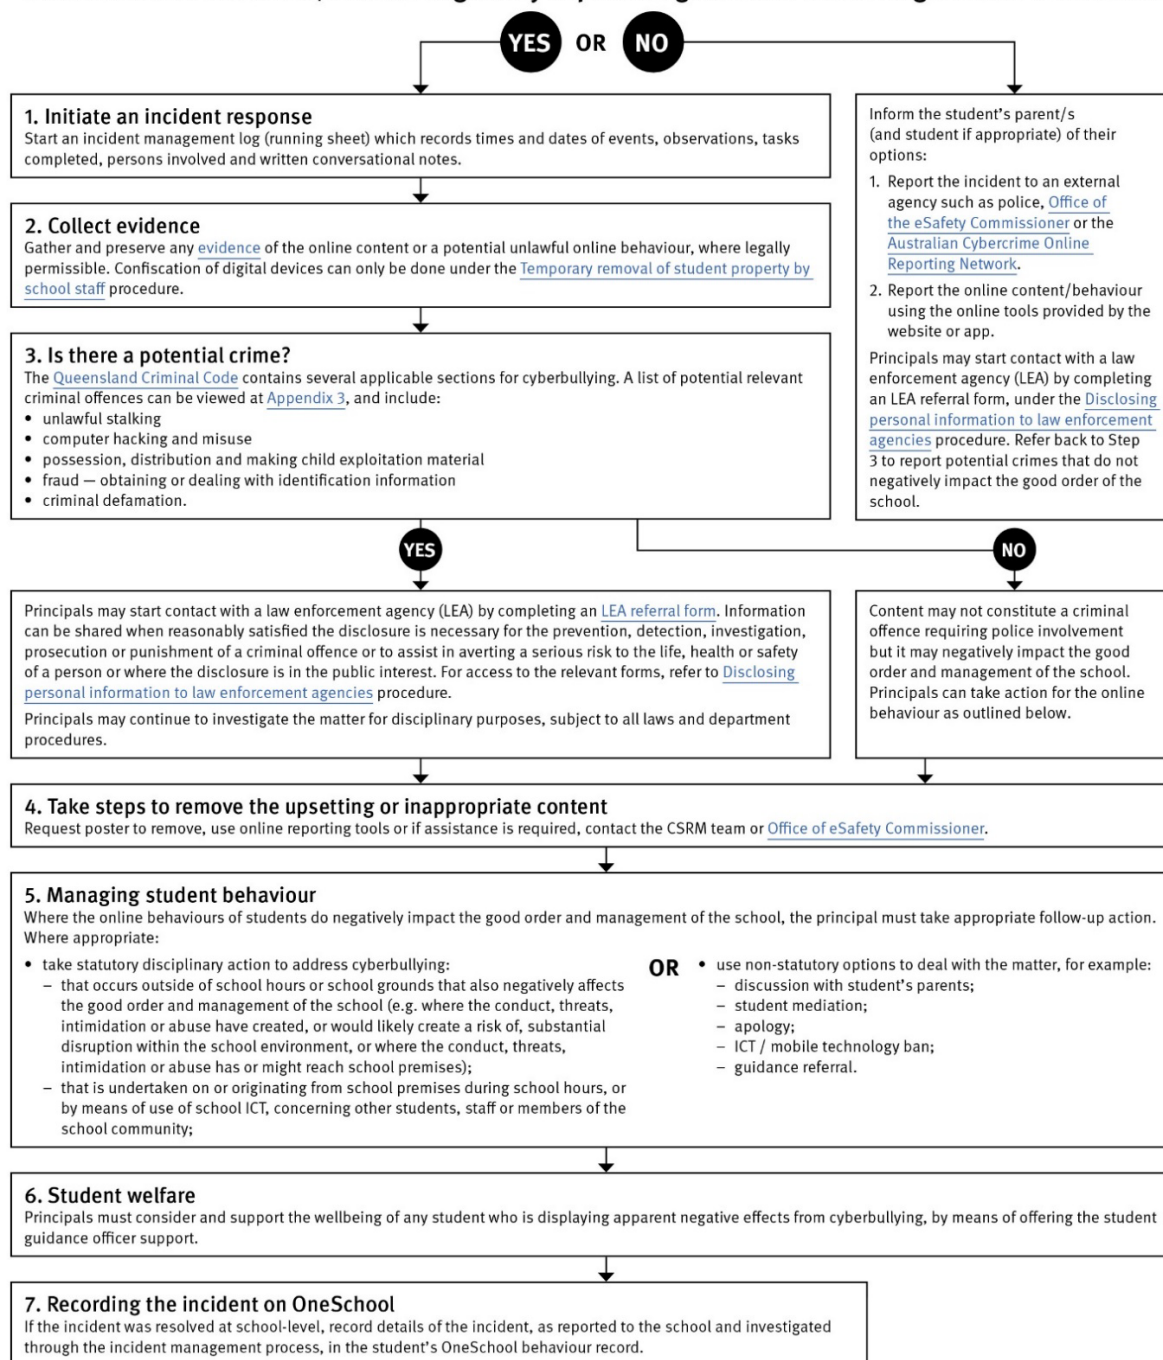 YES OR NO
1. Initiate an incident response
Start an incident management log (running sheet) which records times and dates of events, observations, tasks
completed, persons involved and written conversational notes.
2. Collect evidence
Gather and preserve any evidence of the online content or a potential unlawful online behaviour, where legally
permissible. Confiscation of digital devices can only be done under the Temporary removal of student property by
school staff procedure.
3. Is there a potential crime?
The Queensland Criminal Code contains several applicable sections for cyberbullying. A list of potential relevant
criminal offences can be viewed at Appendix 3, and include:
• unlawful stalking
• computer hacking and misuse
• possession, distribution and making child exploitation material
• fraud — obtaining or dealing with identification information
• criminal defamation.
Inform the student's parent/s
(and student if appropriate) of their
options:
1. Report the incident to an external
agency such as police, Office of
the eSafety Commissioner or the
Australian Cybercrime Online
Reporting Network.
2. Report the online content/behaviour
using the online tools provided by the
website or app.
Principals may start contact with a law
enforcement agency (LEA) by completing
an LEA referral form, under the Disclosing
personal information to law enforcement
agencies procedure. Refer back to Step
3 to report potential crimes that do not
negatively impact the good order of the
school.
YES
NO
Principals may start contact with a law enforcement agency (LEA) by completing an LEA referral form. Information
can be shared when reasonably satisfied the disclosure is necessary for the prevention, detection, investigation,
prosecution or punishment of a criminal offence or to assist in averting a serious risk to the life, health or safety
of a person or where the disclosure is in the public interest. For access to the relevant forms, refer to Disclosing
personal information to law enforcement agencies procedure.
Principals may continue to investigate the matter for disciplinary purposes, subject to all laws and department
procedures.
Content may not constitute a criminal
offence requiring police involvement
but it may negatively impact the good
order and management of the school.
Principals can take action for the online
behaviour as outlined below.
4. Take steps to remove the upsetting or inappropriate content
Request poster to remove, use online reporting tools or if assistance is required, contact the CSRM team or Office of eSafety Commissioner.
5. Managing student behaviour
Where the online behaviours of students do negatively impact the good order and management of the school, the principal must take appropriate follow-up action.
Where appropriate:
• take statutory disciplinary action to address cyberbullying:
– that occurs outside of school hours or school grounds that also negatively affects
the good order and management of the school (e.g. where the conduct, threats,
intimidation or abuse have created, or would likely create a risk of, substantial
disruption within the school environment, or where the conduct, threats,
intimidation or abuse has or might reach school premises);
– that is undertaken on or originating from school premises during school hours, or
by means of use of school ICT, concerning other students, staff or members of the
school community;
OR
• use non-statutory options to deal with the matter, for example:
– discussion with student's parents;
– student mediation;
– apology;
– ICT / mobile technology ban;
– guidance referral.
6. Student welfare
Principals must consider and support the wellbeing of any student who is displaying apparent negative effects from cyberbullying, by means of offering the student
guidance officer support.
7. Recording the incident on OneSchool
If the incident was resolved at school-level, record details of the incident, as reported to the school and investigated
through the incident management process, in the student's OneSchool behaviour record.